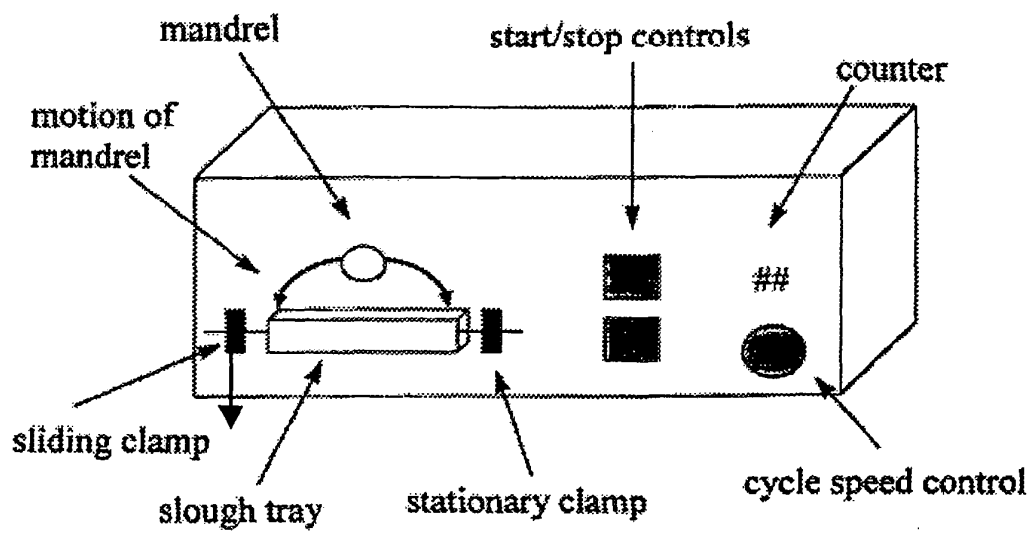 mandrel
start/stop controls
counter
motion of
mandrel
##
sliding clamp
slough tray
stationary clamp
cycle speed control